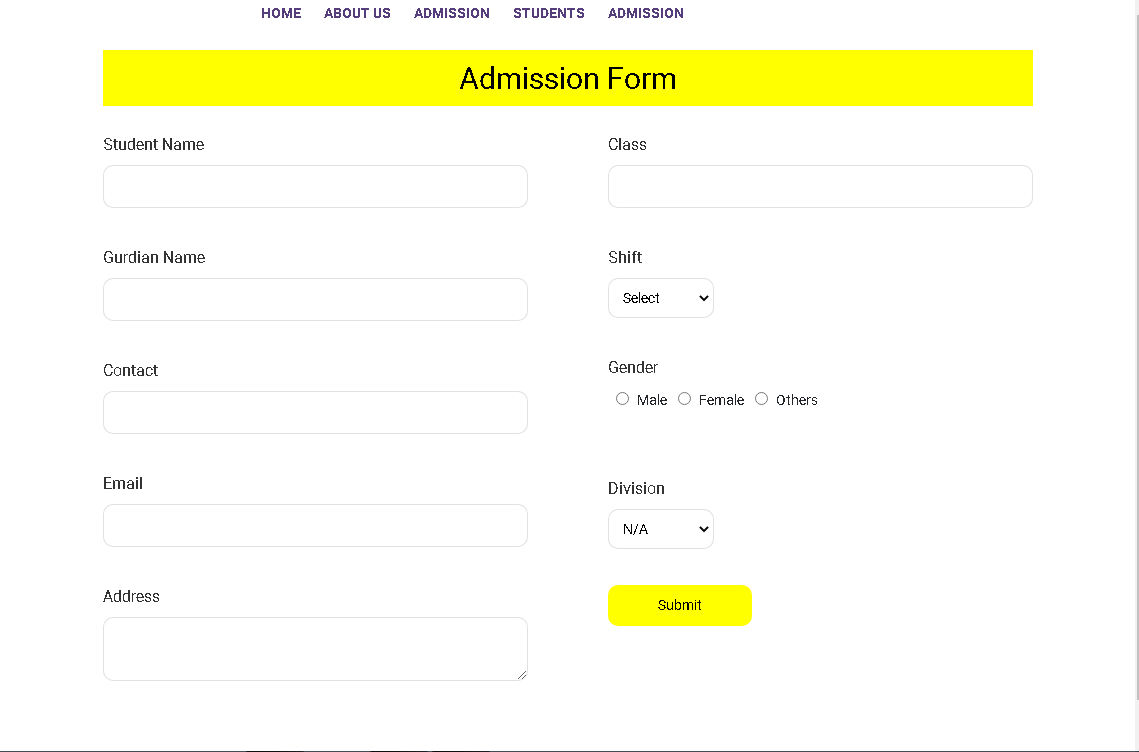 HOME ABOUT US ADMISSION STUDENTS ADMISSION
Admission Form
Student Name
Class
Gurdian Name
Shift
Select
Contact
Gender
Male Female Others
Email
Division
N/A
Address
Submit